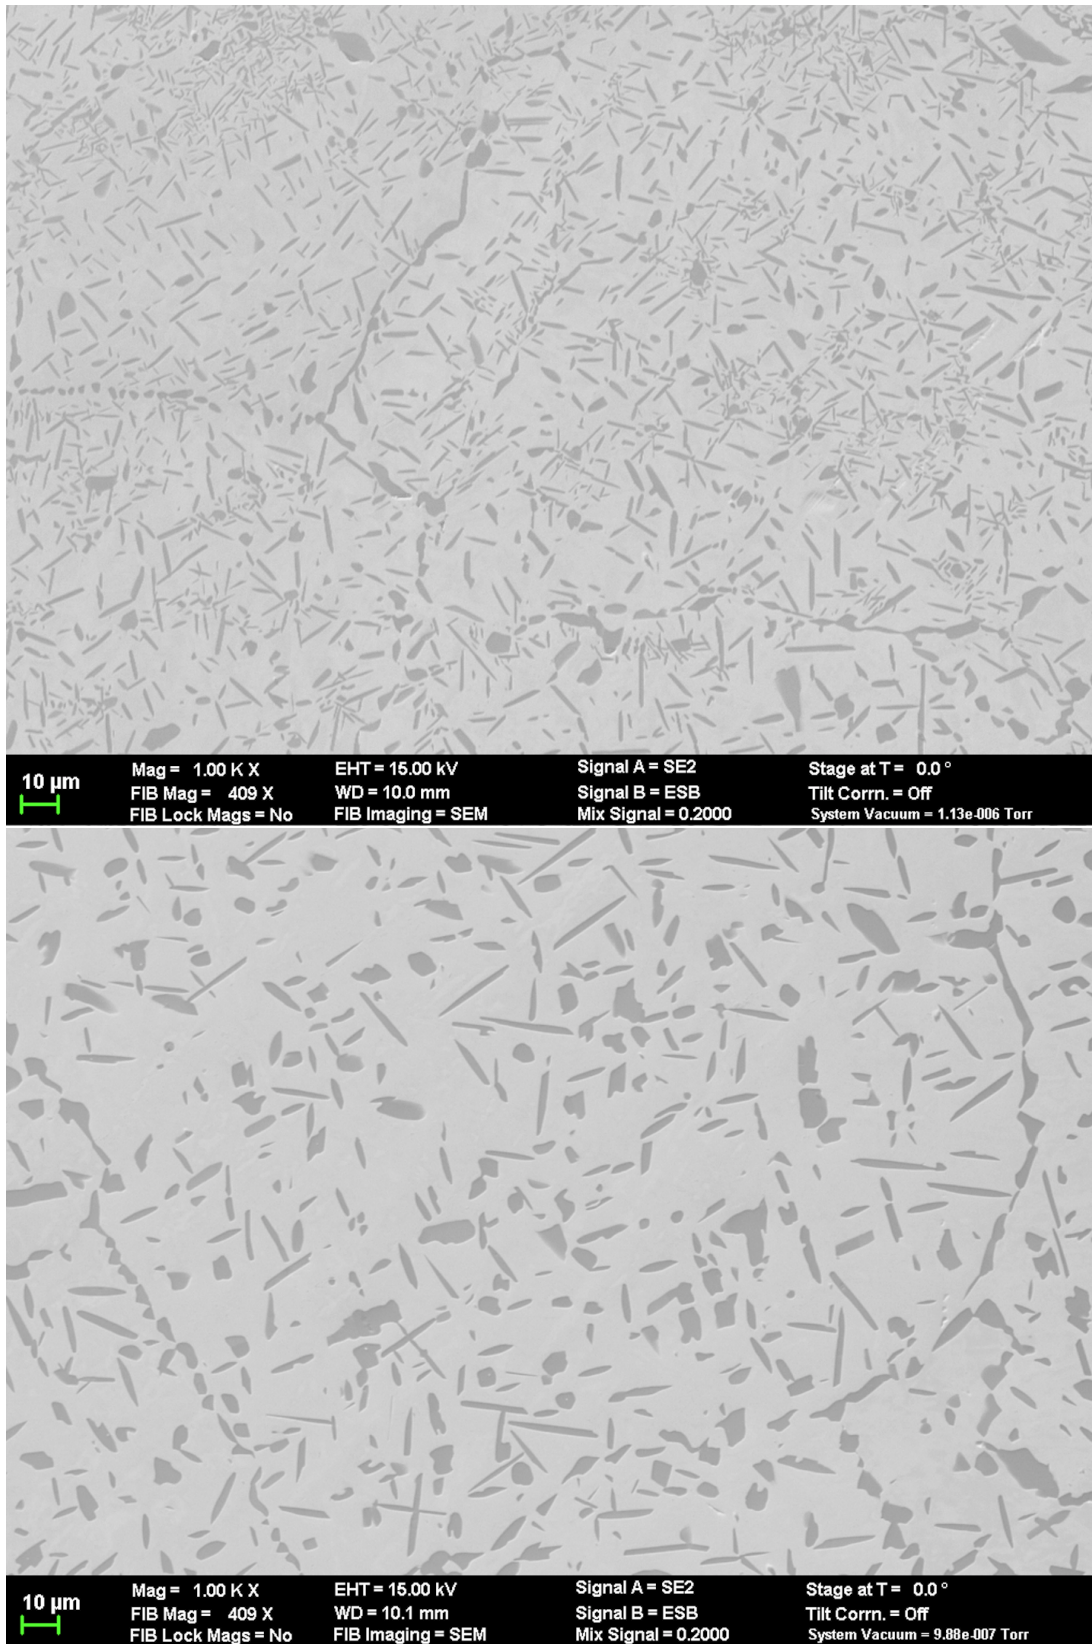 10 µm
Mag = 1.00 K X
FIB Mag = 409 X
FIB Lock Mags = No
EHT = 15.00 kV
WD = 10.0 mm
FIB Imaging = SEM
Signal A = SE2
Signal B = ESB
Mix Signal = 0.2000
Stage at T = 0.0 °
Tilt Corrn. = Off
System Vacuum = 1.13e-006 Torr
10 µm
Mag = 1.00 K X
FIB Mag = 409 X
FIB Lock Mags = No
EHT = 15.00 kV
WD = 10.1 mm
FIB Imaging = SEM
Signal A = SE2
Signal B = ESB
Mix Signal = 0.2000
Stage at T = 0.0 °
Tilt Corrn. = Off
System Vacuum = 9.88e-007 Torr